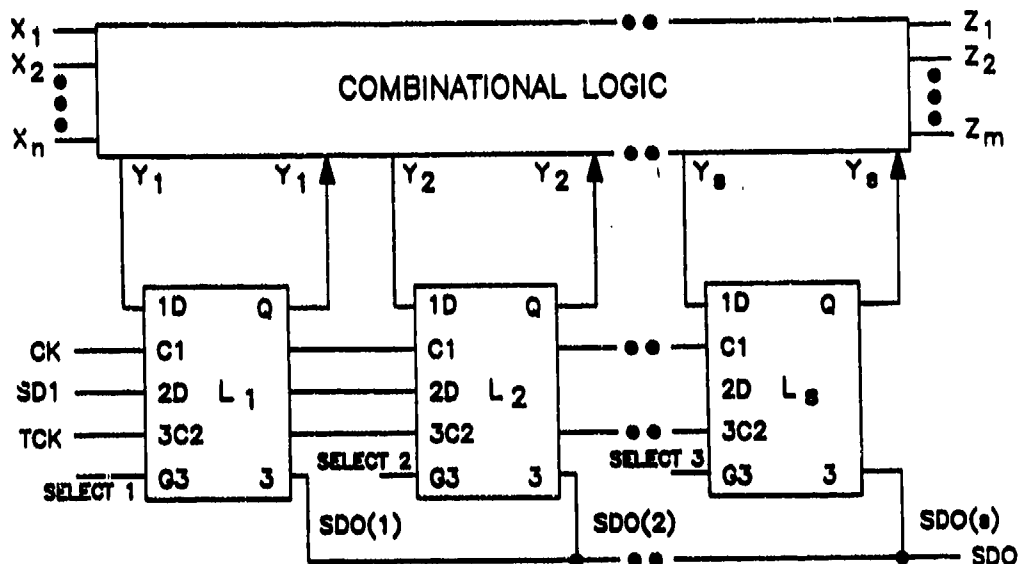 X1
Z1
X2
Z2
COMBINATIONAL LOGIC
Xn
Zm
Y1 Y1 Y2 Y2 Ys Ys
1D Q 1D Q 1D Q
CK C1 C1 C1
SD1 2D L1 2D L2 2D Ls
TCK 3C2 3C2 3C2
SELECT 1 G3 3 SELECT 2 G3 3 SELECT 3 G3 3
SDO(1) SDO(2) SDO(s)
SDO